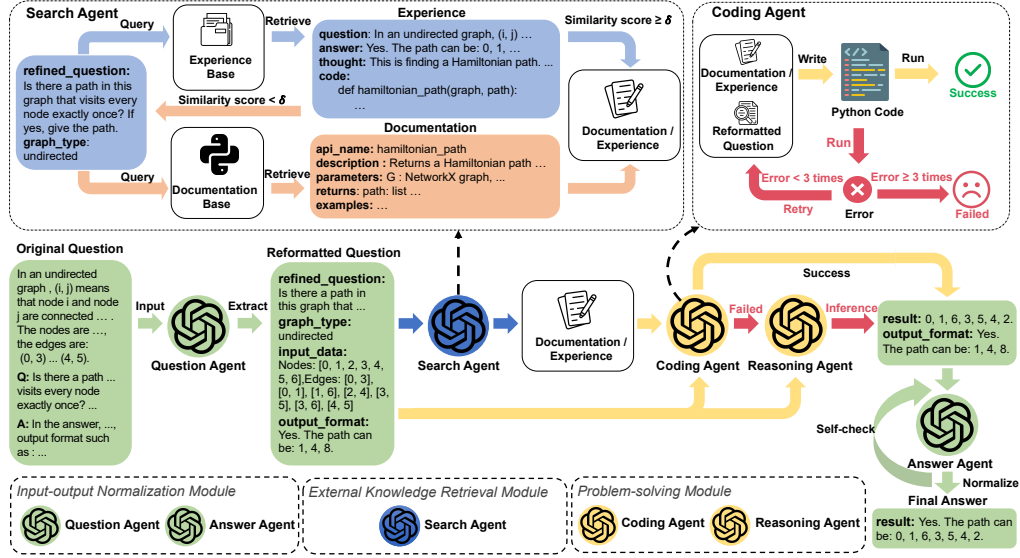 Search Agent
refined_question:
Is there a path in this
graph that visits every
node exactly once? If
yes, give the path.
graph_type:
undirected
Query
Experience
Base
Retrieve
Experience
question: In an undirected graph, (i, j) …
answer: Yes. The path can be: 0, 1, …
thought: This is finding a Hamiltonian path. ...
code:
def hamiltonian_path(graph, path):
…
Similarity score ≥ δ
Similarity score < δ
Query
Documentation
Base
Retrieve
Documentation
api_name: hamiltonian_path
description : Returns a Hamiltonian path …
parameters: G : NetworkX graph, ...
returns: path: list …
examples: …
Documentation /
Experience
Coding Agent
Documentation /
Experience
Reformatted
Question
Write
</>
Python Code
Run
Success
Run
Error < 3 times
Retry
Error
Error ≥ 3 times
Failed
Original Question
In an undirected
graph , (i, j) means
that node i and node
j are connected … .
The nodes are …,
the edges are:
(0, 3) ... (4, 5).
Q: Is there a path ...
visits every node
exactly once? ...
A: In the answer, ...,
output format such
as : ...
Input
Question Agent
Extract
Reformatted Question
refined_question:
Is there a path in
this graph that ...
graph_type:
undirected
input_data:
Nodes: [0, 1, 2, 3, 4,
5, 6],Edges: [0, 3],
[0, 1], [1, 6], [2, 4], [3,
5], [3, 6], [4, 5]
output_format:
Yes. The path can
be: 1, 4, 8.
Search Agent
Documentation /
Experience
Coding Agent
Failed
Reasoning Agent
Success
Inference
result: 0, 1, 6, 3, 5, 4, 2.
output_format: Yes.
The path can be: 1, 4, 8.
Self-check
Answer Agent
Normalize
Final Answer
result: Yes. The path can
be: 0, 1, 6, 3, 5, 4, 2.
Input-output Normalization Module
Question Agent
Answer Agent
External Knowledge Retrieval Module
Search Agent
Problem-solving Module
Coding Agent
Reasoning Agent